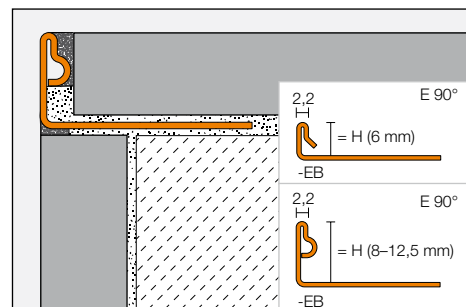 2,2
E 90°
= H (6 mm)
-EB
2,2
E 90°
= H (8–12,5 mm)
-EB